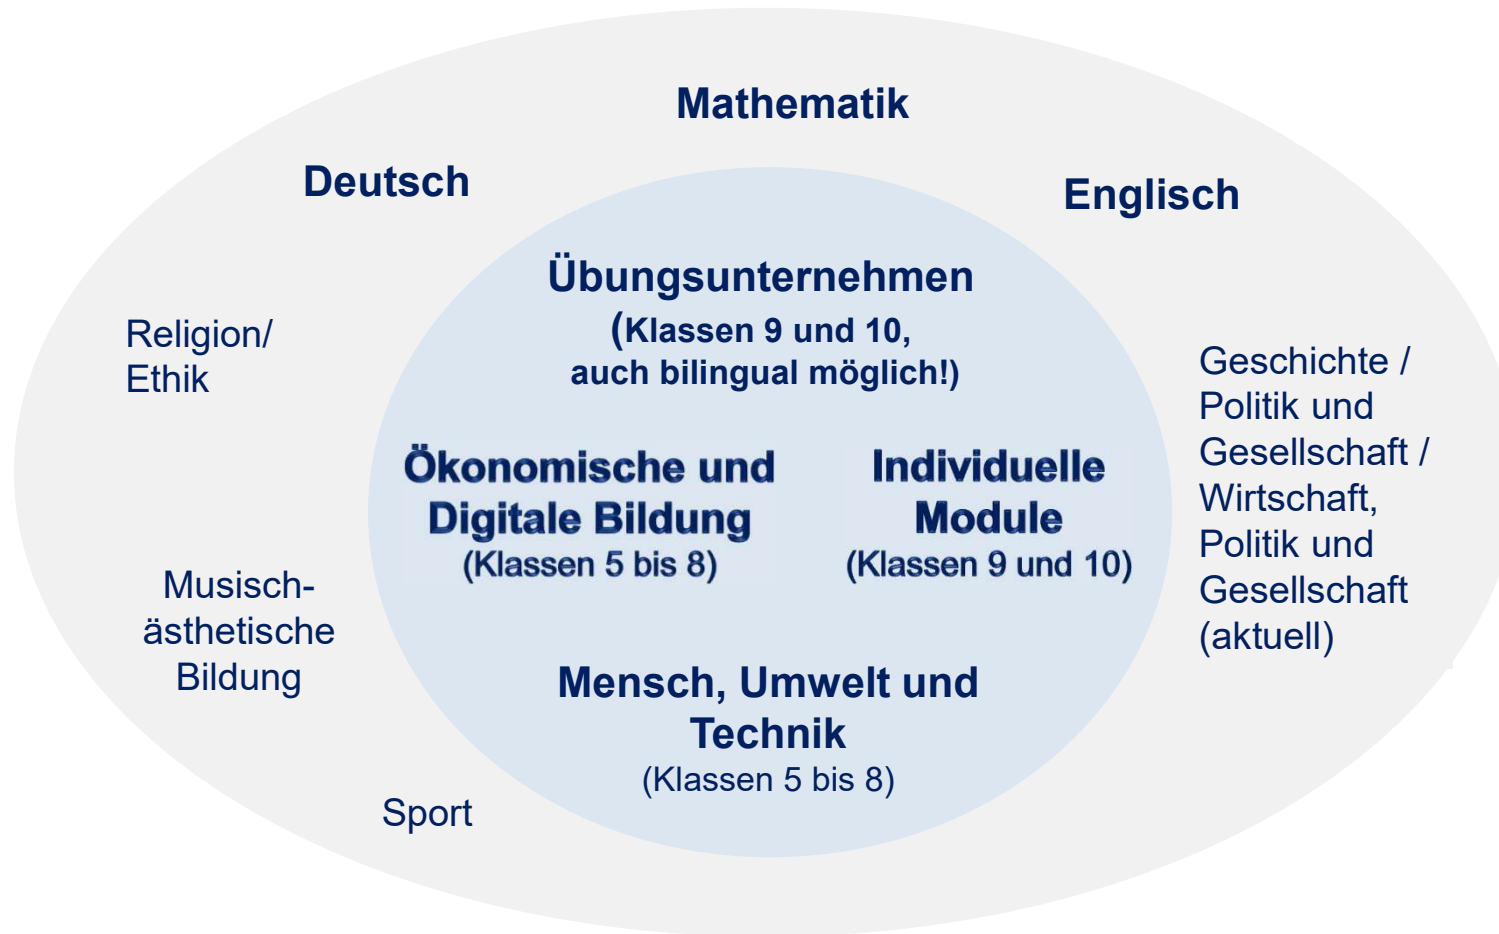 Mathematik
Deutsch
Englisch
Übungsunternehmen
(Klassen 9 und 10,
auch bilingual möglich!)
Religion/
Ethik
Geschichte /
Politik und
Gesellschaft /
Wirtschaft,
Politik und
Gesellschaft
(aktuell)
Ökonomische und
Digitale Bildung
(Klassen 5 bis 8)
Individuelle
Module
(Klassen 9 und 10)
Musisch-
ästhetische
Bildung
Mensch, Umwelt und
Technik
(Klassen 5 bis 8)
Sport